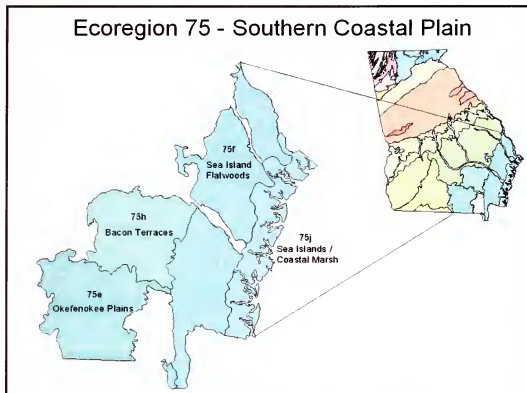 Ecoregion 75 - Southern Coastal Plain
75f
Sea Island
Flatwoods
75h
Bacon Terraces
75j
Sea Islands /
Coastal Marsh
75e
Okefenokee Plains